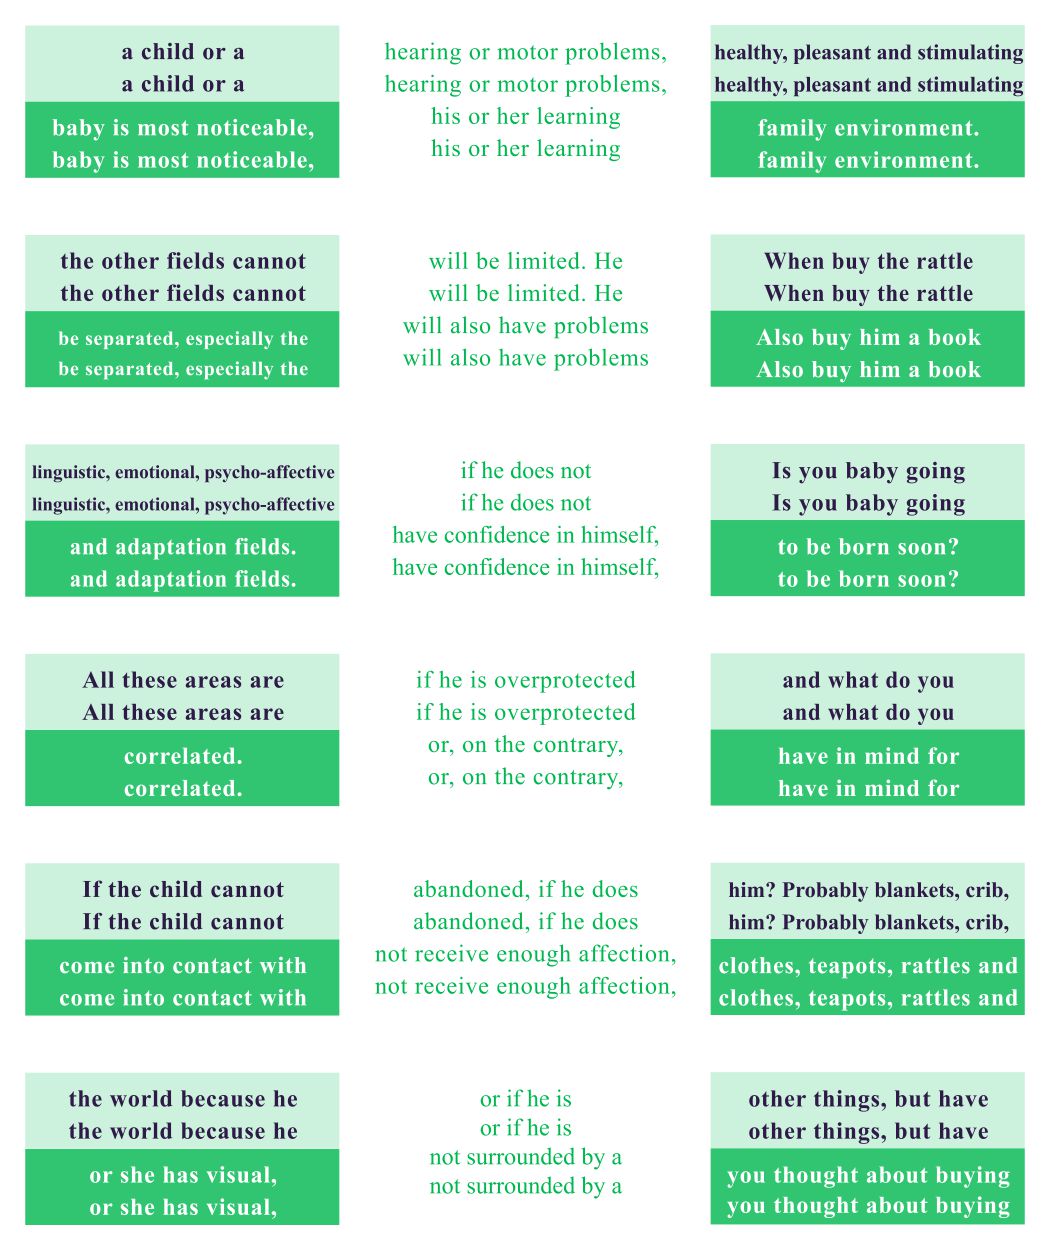 a child or a
a child or a
baby is most noticeable,
baby is most noticeable,
the other fields cannot
the other fields cannot
be separated, especially the
be separated, especially the
linguistic, emotional, psycho-affective
linguistic, emotional, psycho-affective
and adaptation fields.
and adaptation fields.
All these areas are
All these areas are
correlated.
correlated.
If the child cannot
If the child cannot
come into contact with
come into contact with
the world because he
the world because he
or she has visual,
or she has visual,
hearing or motor problems,
hearing or motor problems,
his or her learning
his or her learning
will be limited. He
will be limited. He
will also have problems
will also have problems
if he does not
if he does not
have confidence in himself,
have confidence in himself,
if he is overprotected
if he is overprotected
or, on the contrary,
or, on the contrary,
abandoned, if he does
abandoned, if he does
not receive enough affection,
not receive enough affection,
or if he is
or if he is
not surrounded by a
not surrounded by a
healthy, pleasant and stimulating
healthy, pleasant and stimulating
family environment.
family environment.
When buy the rattle
When buy the rattle
Also buy him a book
Also buy him a book
Is you baby going
Is you baby going
to be born soon?
to be born soon?
and what do you
and what do you
have in mind for
have in mind for
him? Probably blankets, crib,
him? Probably blankets, crib,
clothes, teapots, rattles and
clothes, teapots, rattles and
other things, but have
other things, but have
you thought about buying
you thought about buying